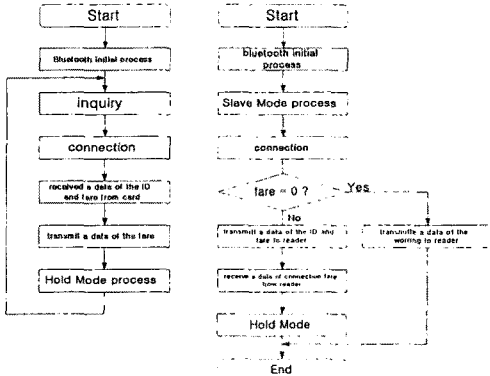 Start
Bluetooth initial process
inquiry
connection
received a data of the ID
and fare from card
transmit a data of the fare
Hold Mode process
Start
bluetooth initial
process
Slave Mode process
connection
fare = 0 ?
Yes
No
transmit a data of the ID and
fare to reader
transmitte a data of the
worring to reader
receive a data of connection fare
from reader
Hold Mode
End